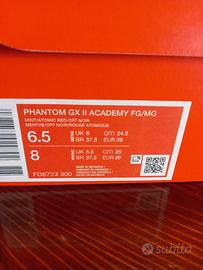 PHANTOM GX II ACADEMY FG/MG
MINT/ATOMIC RED-OFF NOIR
MENTHE/OFF NOIR/ROUGE ATOMIQUE
6.5 UK 6 CIT/ 24.5
BR 37.5 EUR 39
8 UK 5.5 CIT/ 25
BR 37.5 EUR 39
FD6723 300
subito